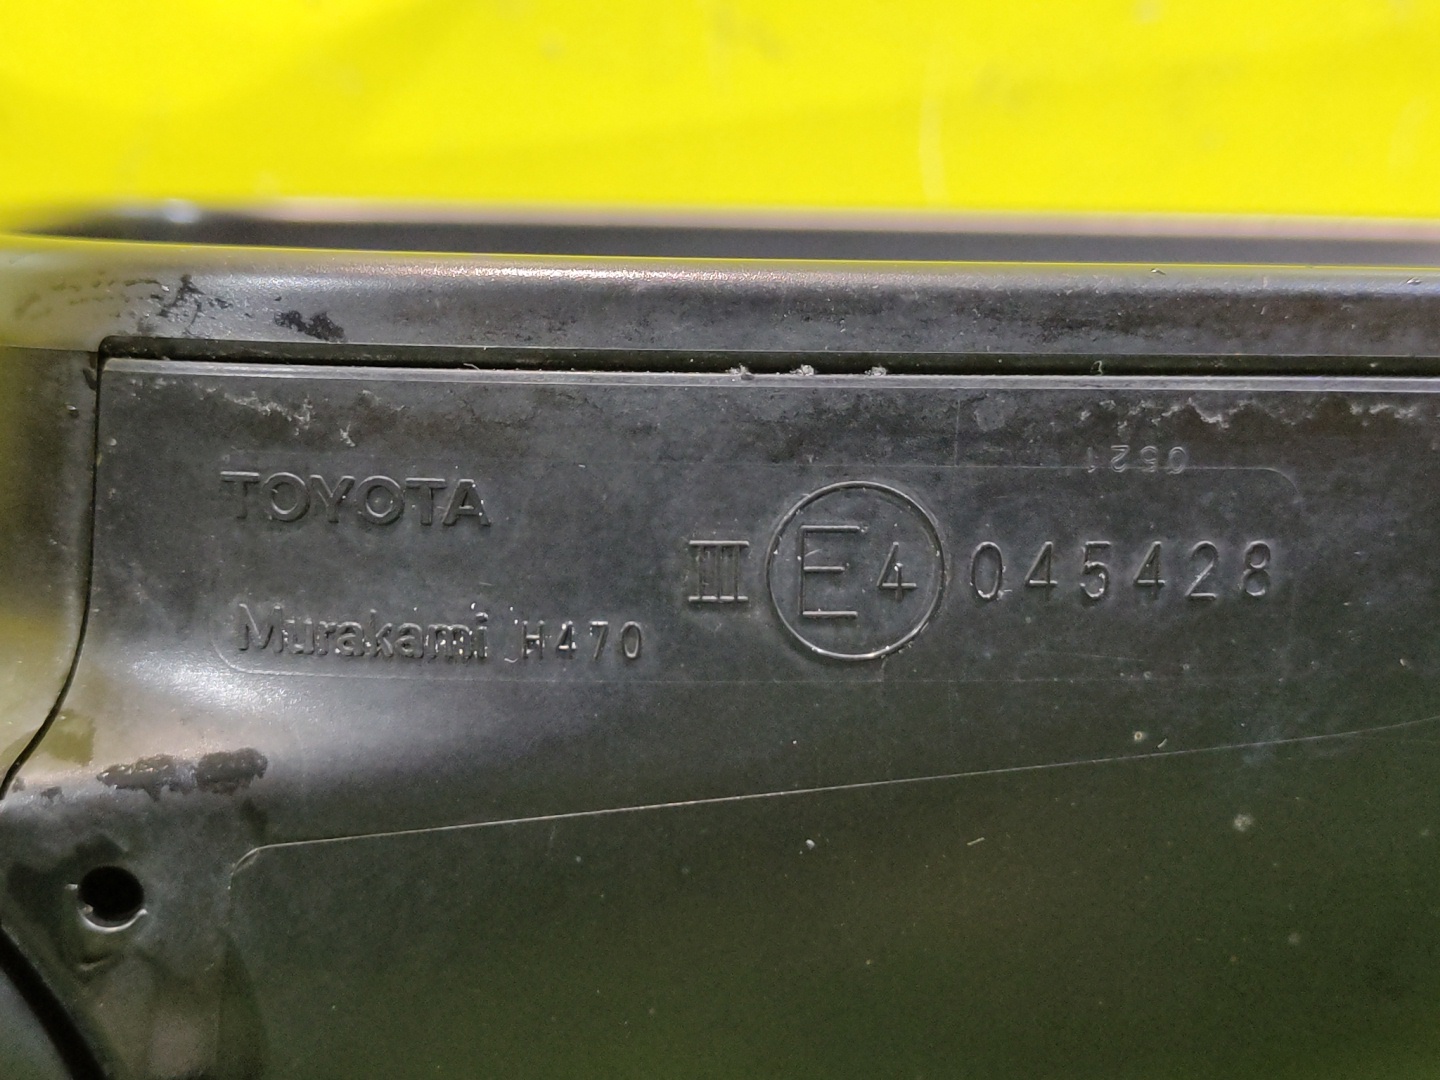 0521
TOYOTA
III E4 045428
Murakami H470